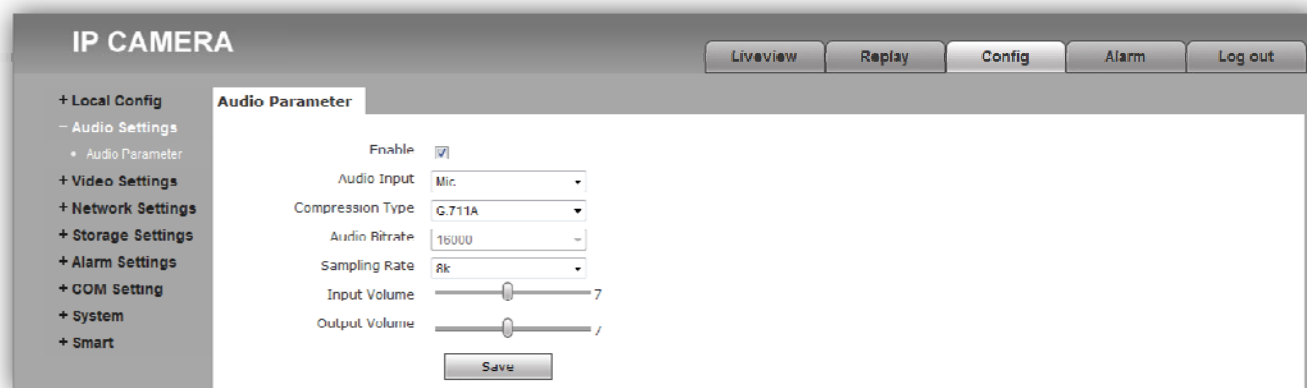 IP CAMERA
Liveview Replay Config Alarm Log out
+ Local Config
− Audio Settings
• Audio Parameter
+ Video Settings
+ Network Settings
+ Storage Settings
+ Alarm Settings
+ COM Setting
+ System
+ Smart
Audio Parameter
Enable
Audio Input Mic
Compression Type G.711A
Audio Bitrate 16000
Sampling Rate 8k
Input Volume 7
Output Volume 7
Save